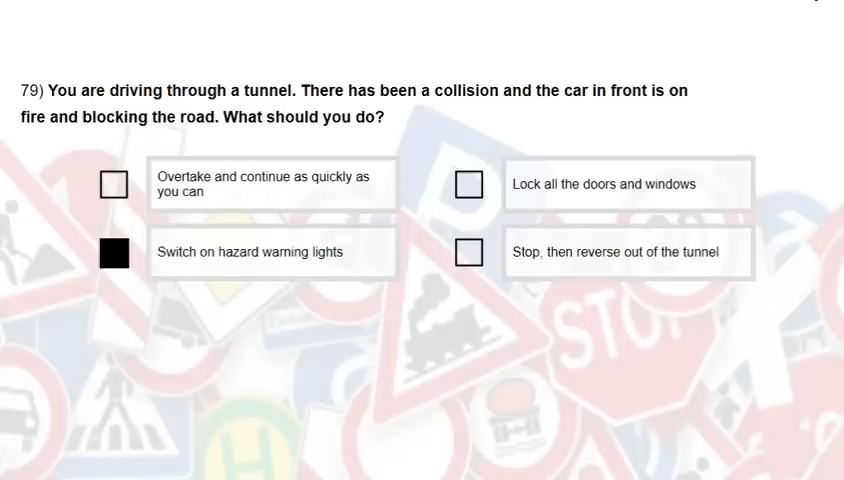 79) You are driving through a tunnel. There has been a collision and the car in front is on
fire and blocking the road. What should you do?
Overtake and continue as quickly as
you can
Lock all the doors and windows
Switch on hazard warning lights
Stop, then reverse out of the tunnel
P
STOP
H